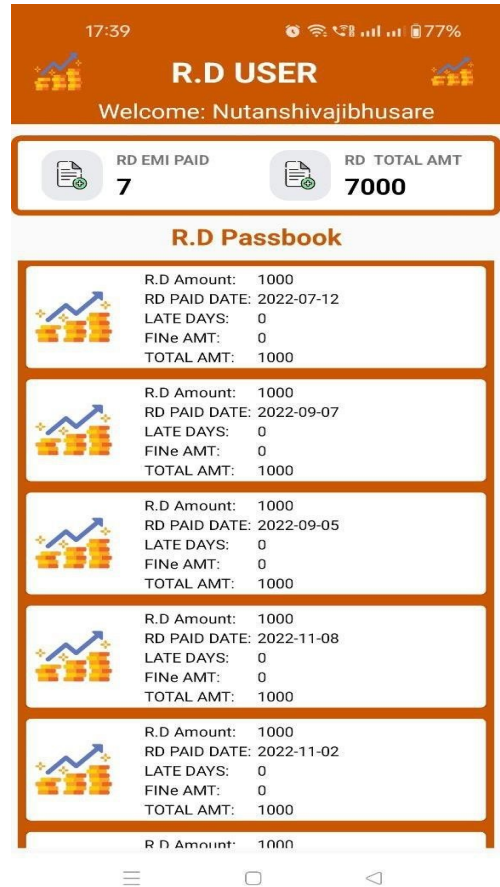 17:39
77%
R.D USER
Welcome: Nutanshivajibhusare
RD EMI PAID
7
RD TOTAL AMT
7000
R.D Passbook
R.D Amount: 1000
RD PAID DATE: 2022-07-12
LATE DAYS: 0
FINe AMT: 0
TOTAL AMT: 1000
R.D Amount: 1000
RD PAID DATE: 2022-09-07
LATE DAYS: 0
FINe AMT: 0
TOTAL AMT: 1000
R.D Amount: 1000
RD PAID DATE: 2022-09-05
LATE DAYS: 0
FINe AMT: 0
TOTAL AMT: 1000
R.D Amount: 1000
RD PAID DATE: 2022-11-08
LATE DAYS: 0
FINe AMT: 0
TOTAL AMT: 1000
R.D Amount: 1000
RD PAID DATE: 2022-11-02
LATE DAYS: 0
FINe AMT: 0
TOTAL AMT: 1000
R.D Amount: 1000